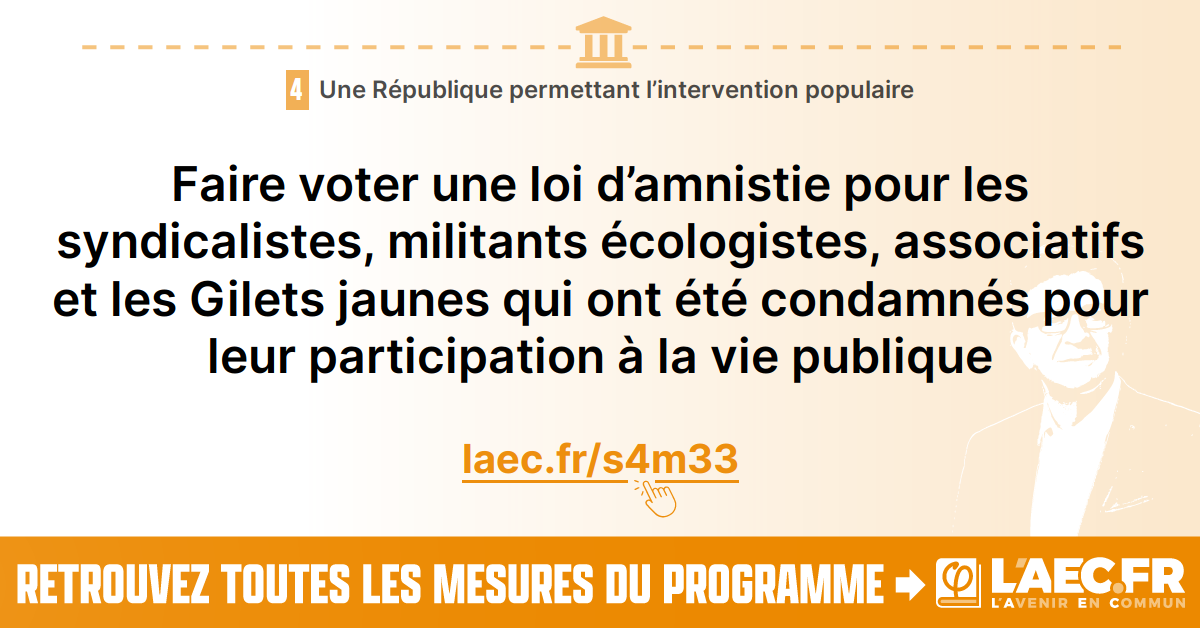 4 Une République permettant l’intervention populaire
Faire voter une loi d’amnistie pour les
syndicalistes, militants écologistes, associatifs
et les Gilets jaunes qui ont été condamnés pour
leur participation à la vie publique
laec.fr/s4m33
RETROUVEZ TOUTES LES MESURES DU PROGRAMME φ L’AEC.FR
L’AVENIR EN COMMUN